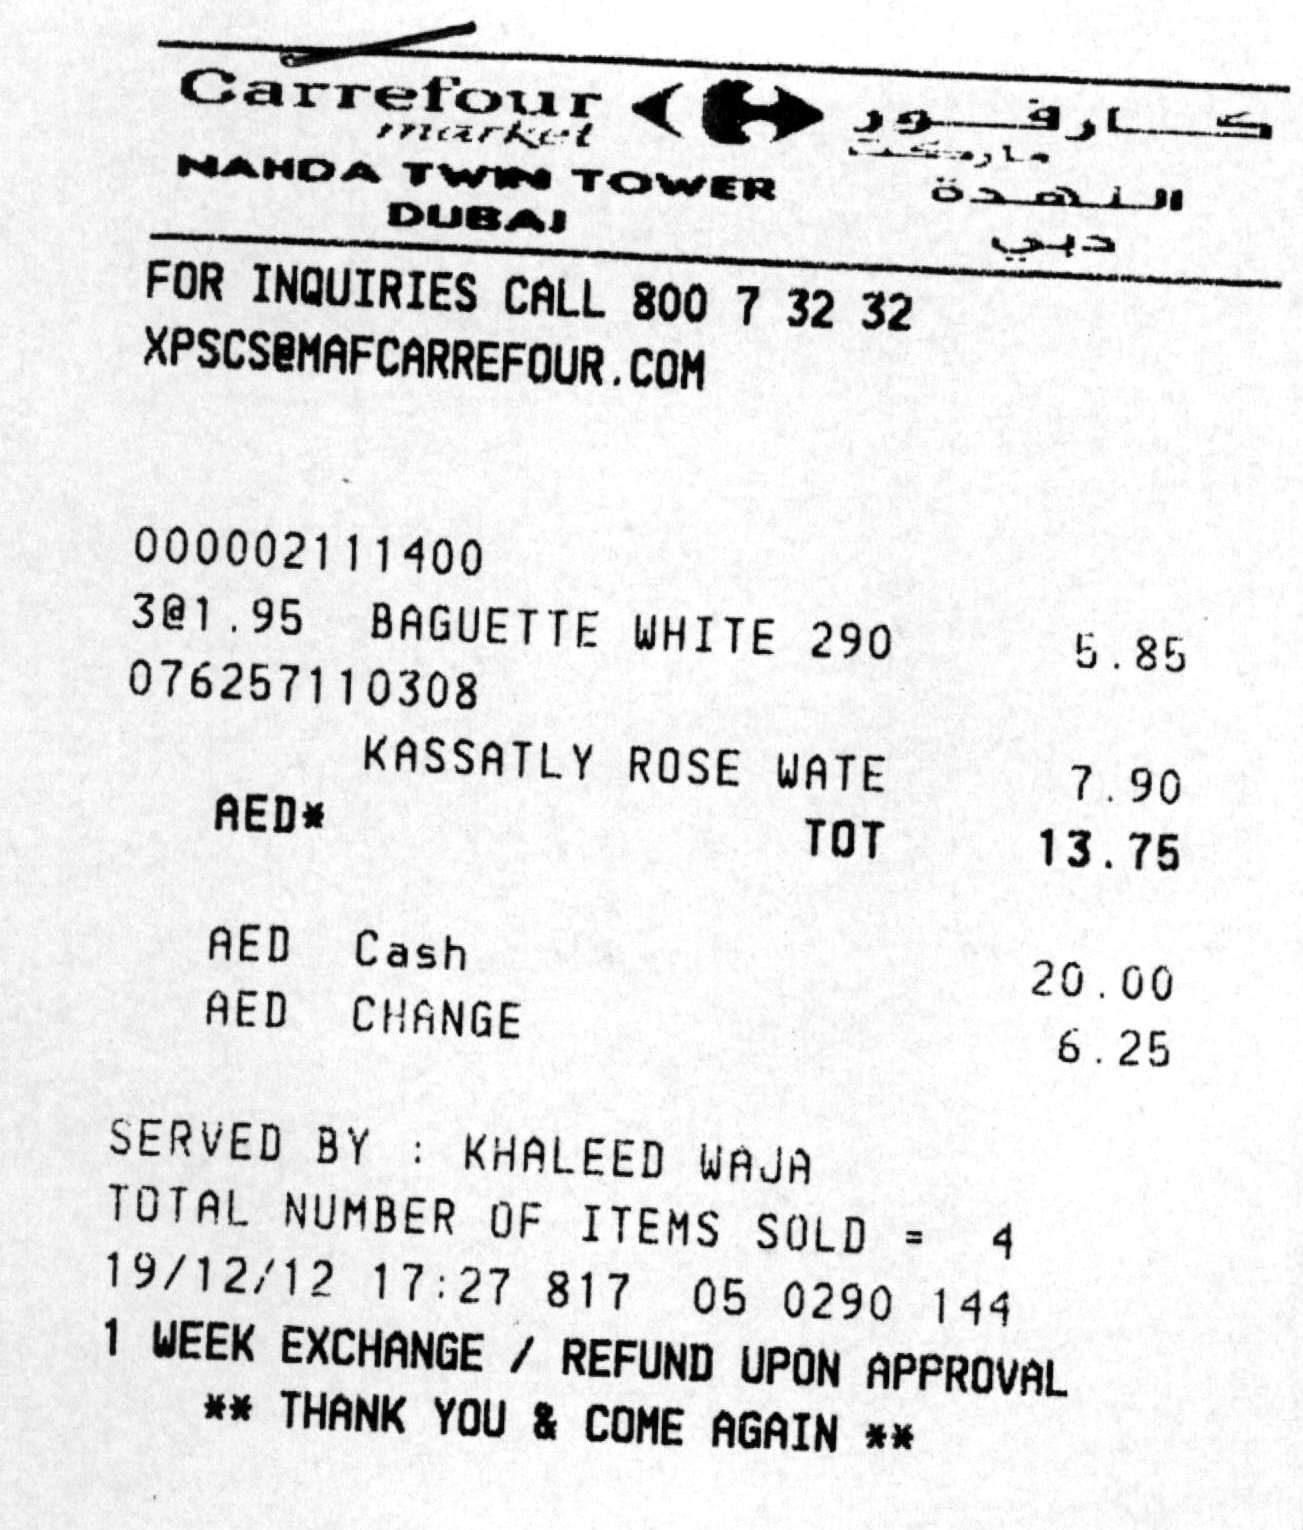 Carrefour كارفور
market ماركت
NAHDA TWIN TOWER النهدة
DUBAI دبي
FOR INQUIRIES CALL 800 7 32 32
XPSCS@MAFCARREFOUR.COM
000002111400
3@1.95 BAGUETTE WHITE 290 5.85
076257110308
KASSATLY ROSE WATE 7.90
AED* TOT 13.75
AED Cash 20.00
AED CHANGE 6.25
SERVED BY : KHALEED WAJA
TOTAL NUMBER OF ITEMS SOLD = 4
19/12/12 17:27 817 05 0290 144
1 WEEK EXCHANGE / REFUND UPON APPROVAL
** THANK YOU & COME AGAIN **